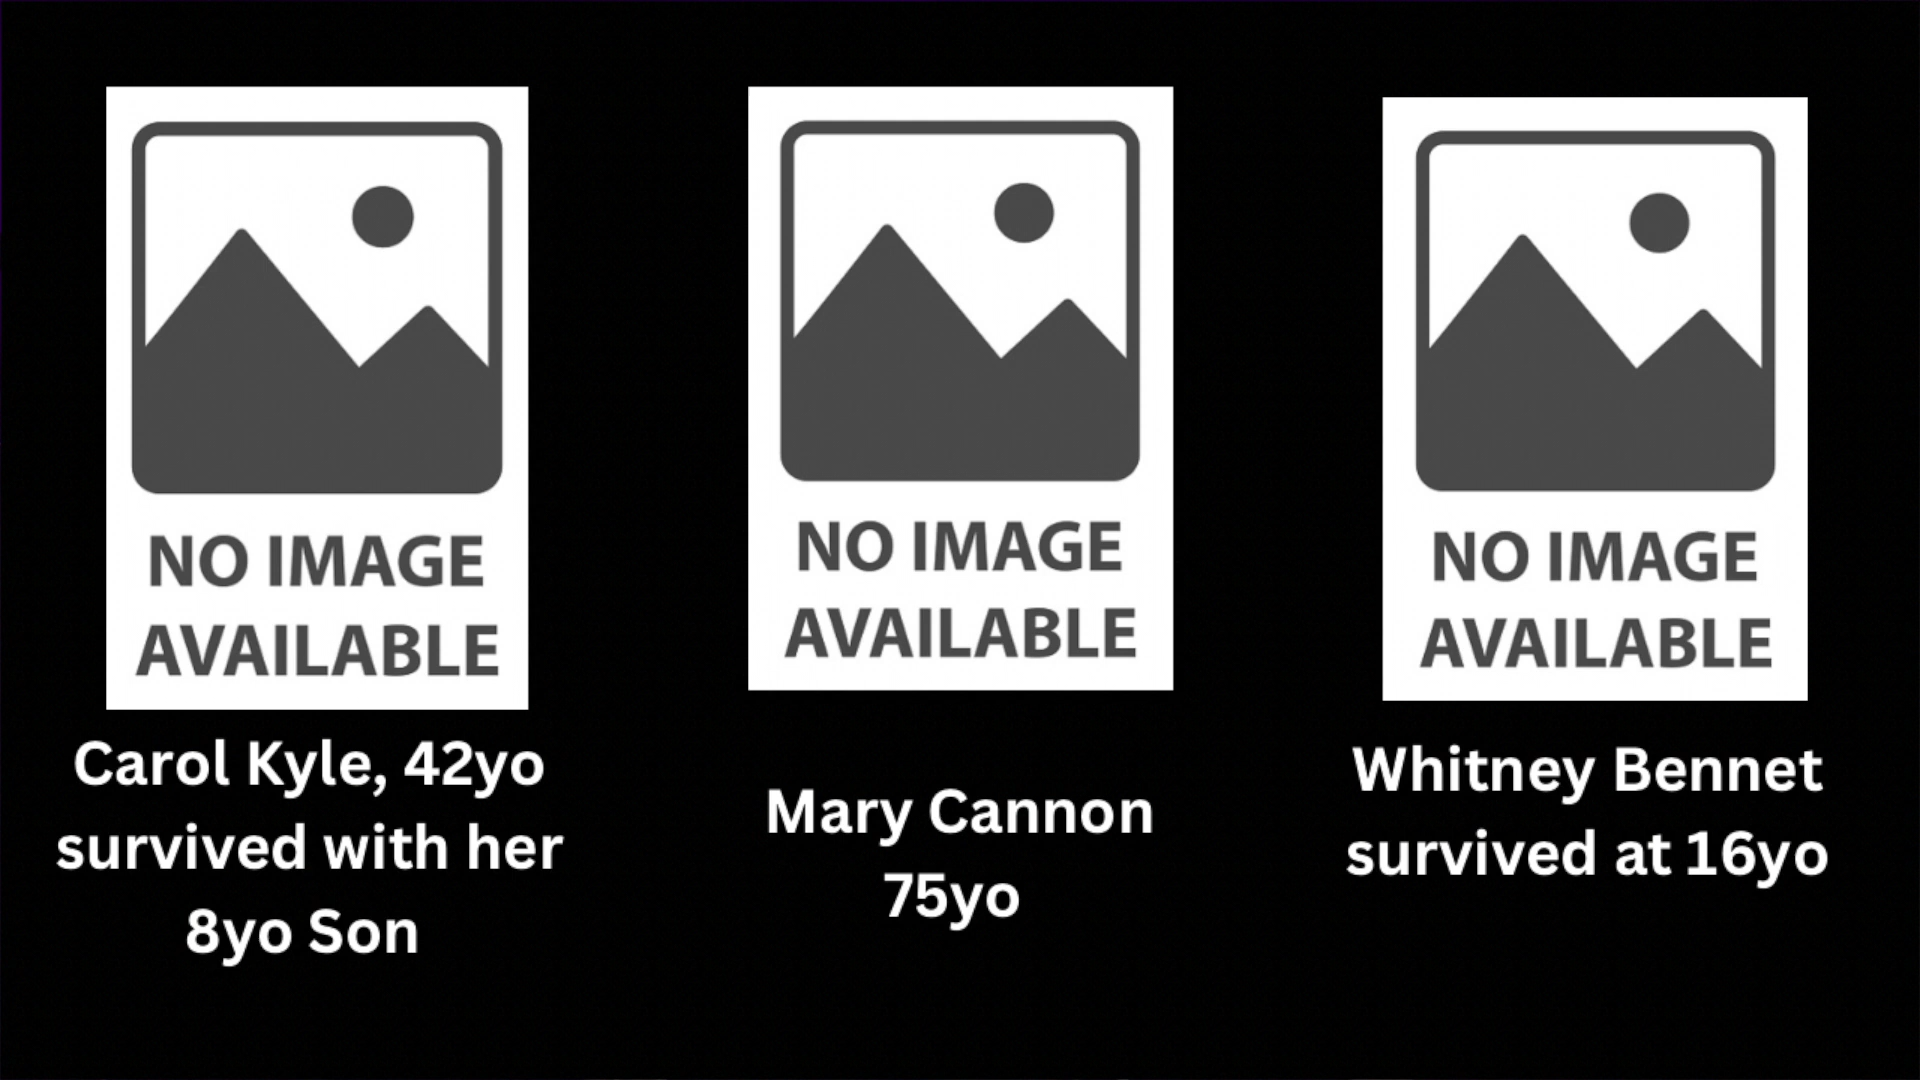 NO IMAGE
AVAILABLE
Carol Kyle, 42yo
survived with her
8yo Son
NO IMAGE
AVAILABLE
Mary Cannon
75yo
NO IMAGE
AVAILABLE
Whitney Bennet
survived at 16yo